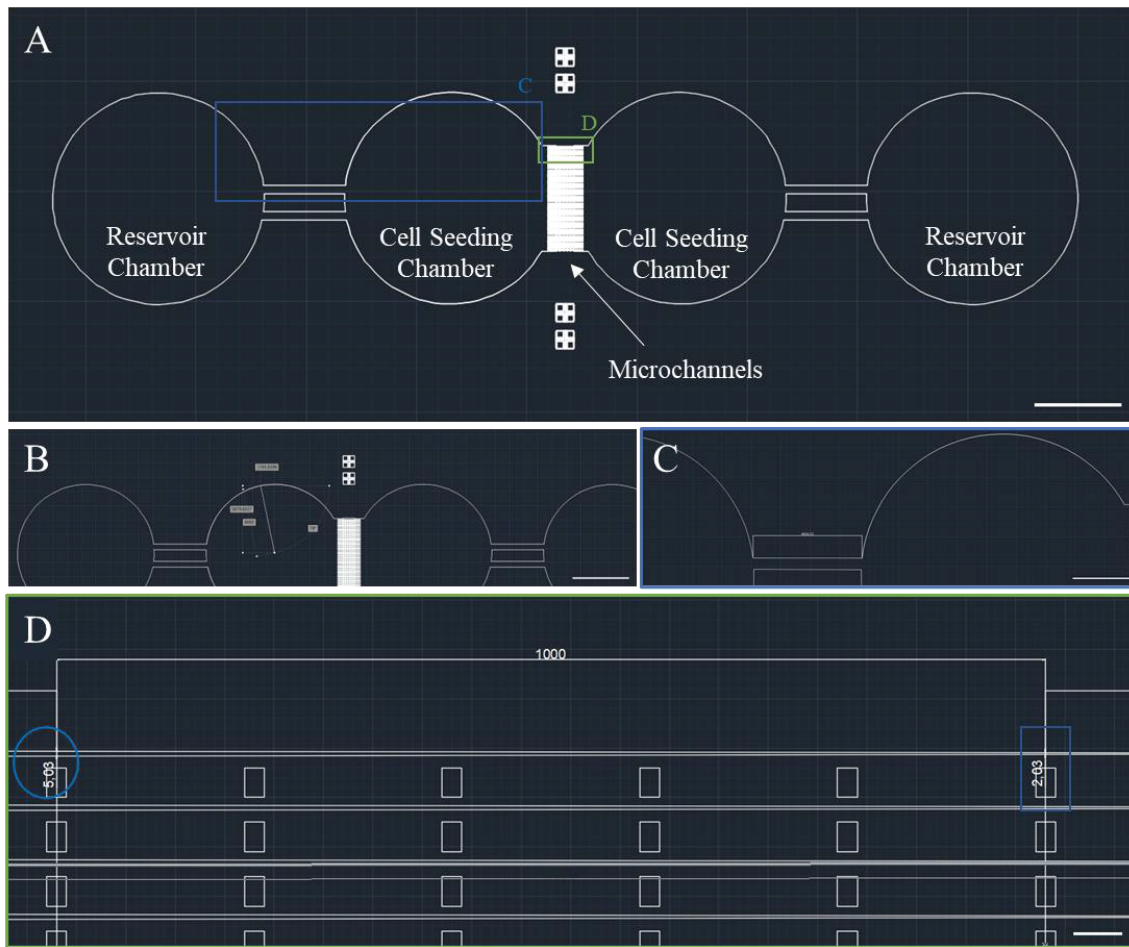 A
C
D
Reservoir
Chamber
Cell Seeding
Chamber
Cell Seeding
Chamber
Reservoir
Chamber
Microchannels
B
C
D
1000
5,03
2,03